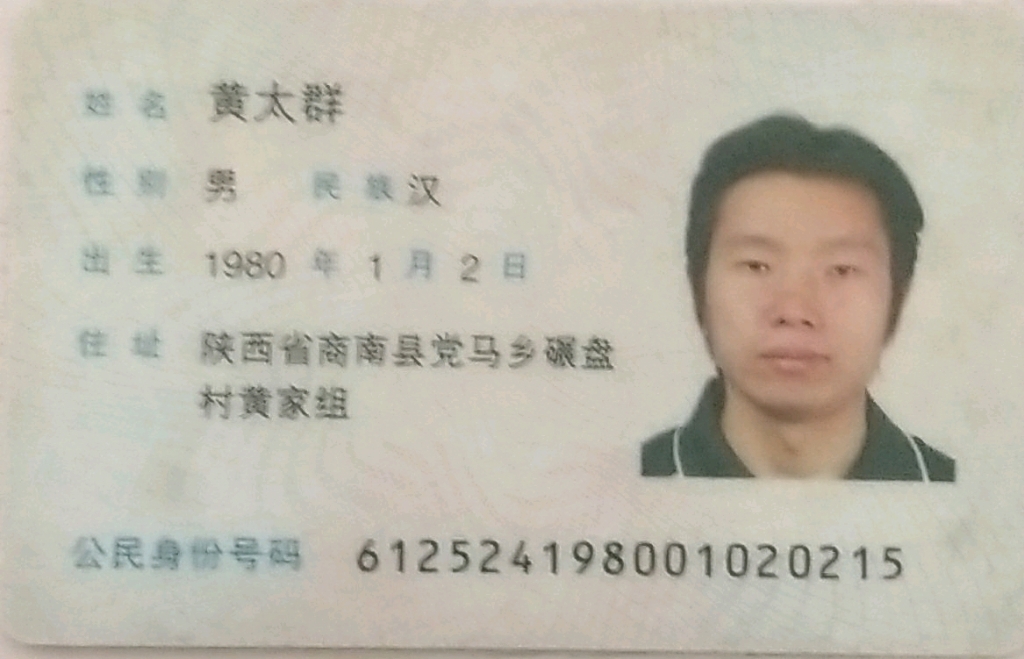 姓名 黄太群
性别 男 民族 汉
出生 1980 年 1 月 2 日
住址 陕西省商南县党马乡碾盘
村黄家组
公民身份号码 612524198001020215